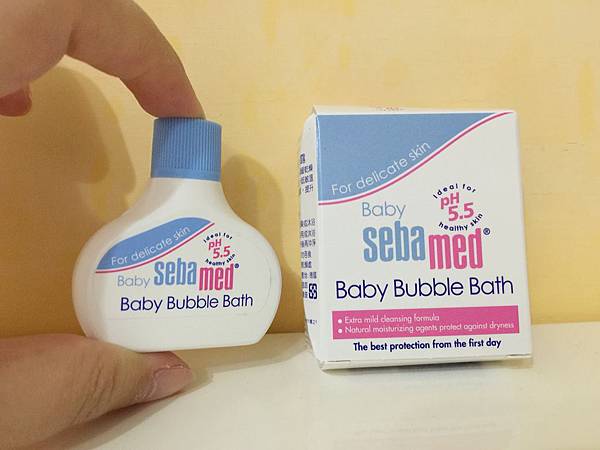 For delicate skin
ideal for
pH
5.5
healthy skin
Baby sebamed®
Baby Bubble Bath
For delicate skin
ideal for
pH
5.5
healthy skin
Baby
sebamed®
Baby Bubble Bath
• Extra mild cleansing formula
• Natural moisturizing agents protect against dryness
The best protection from the first day